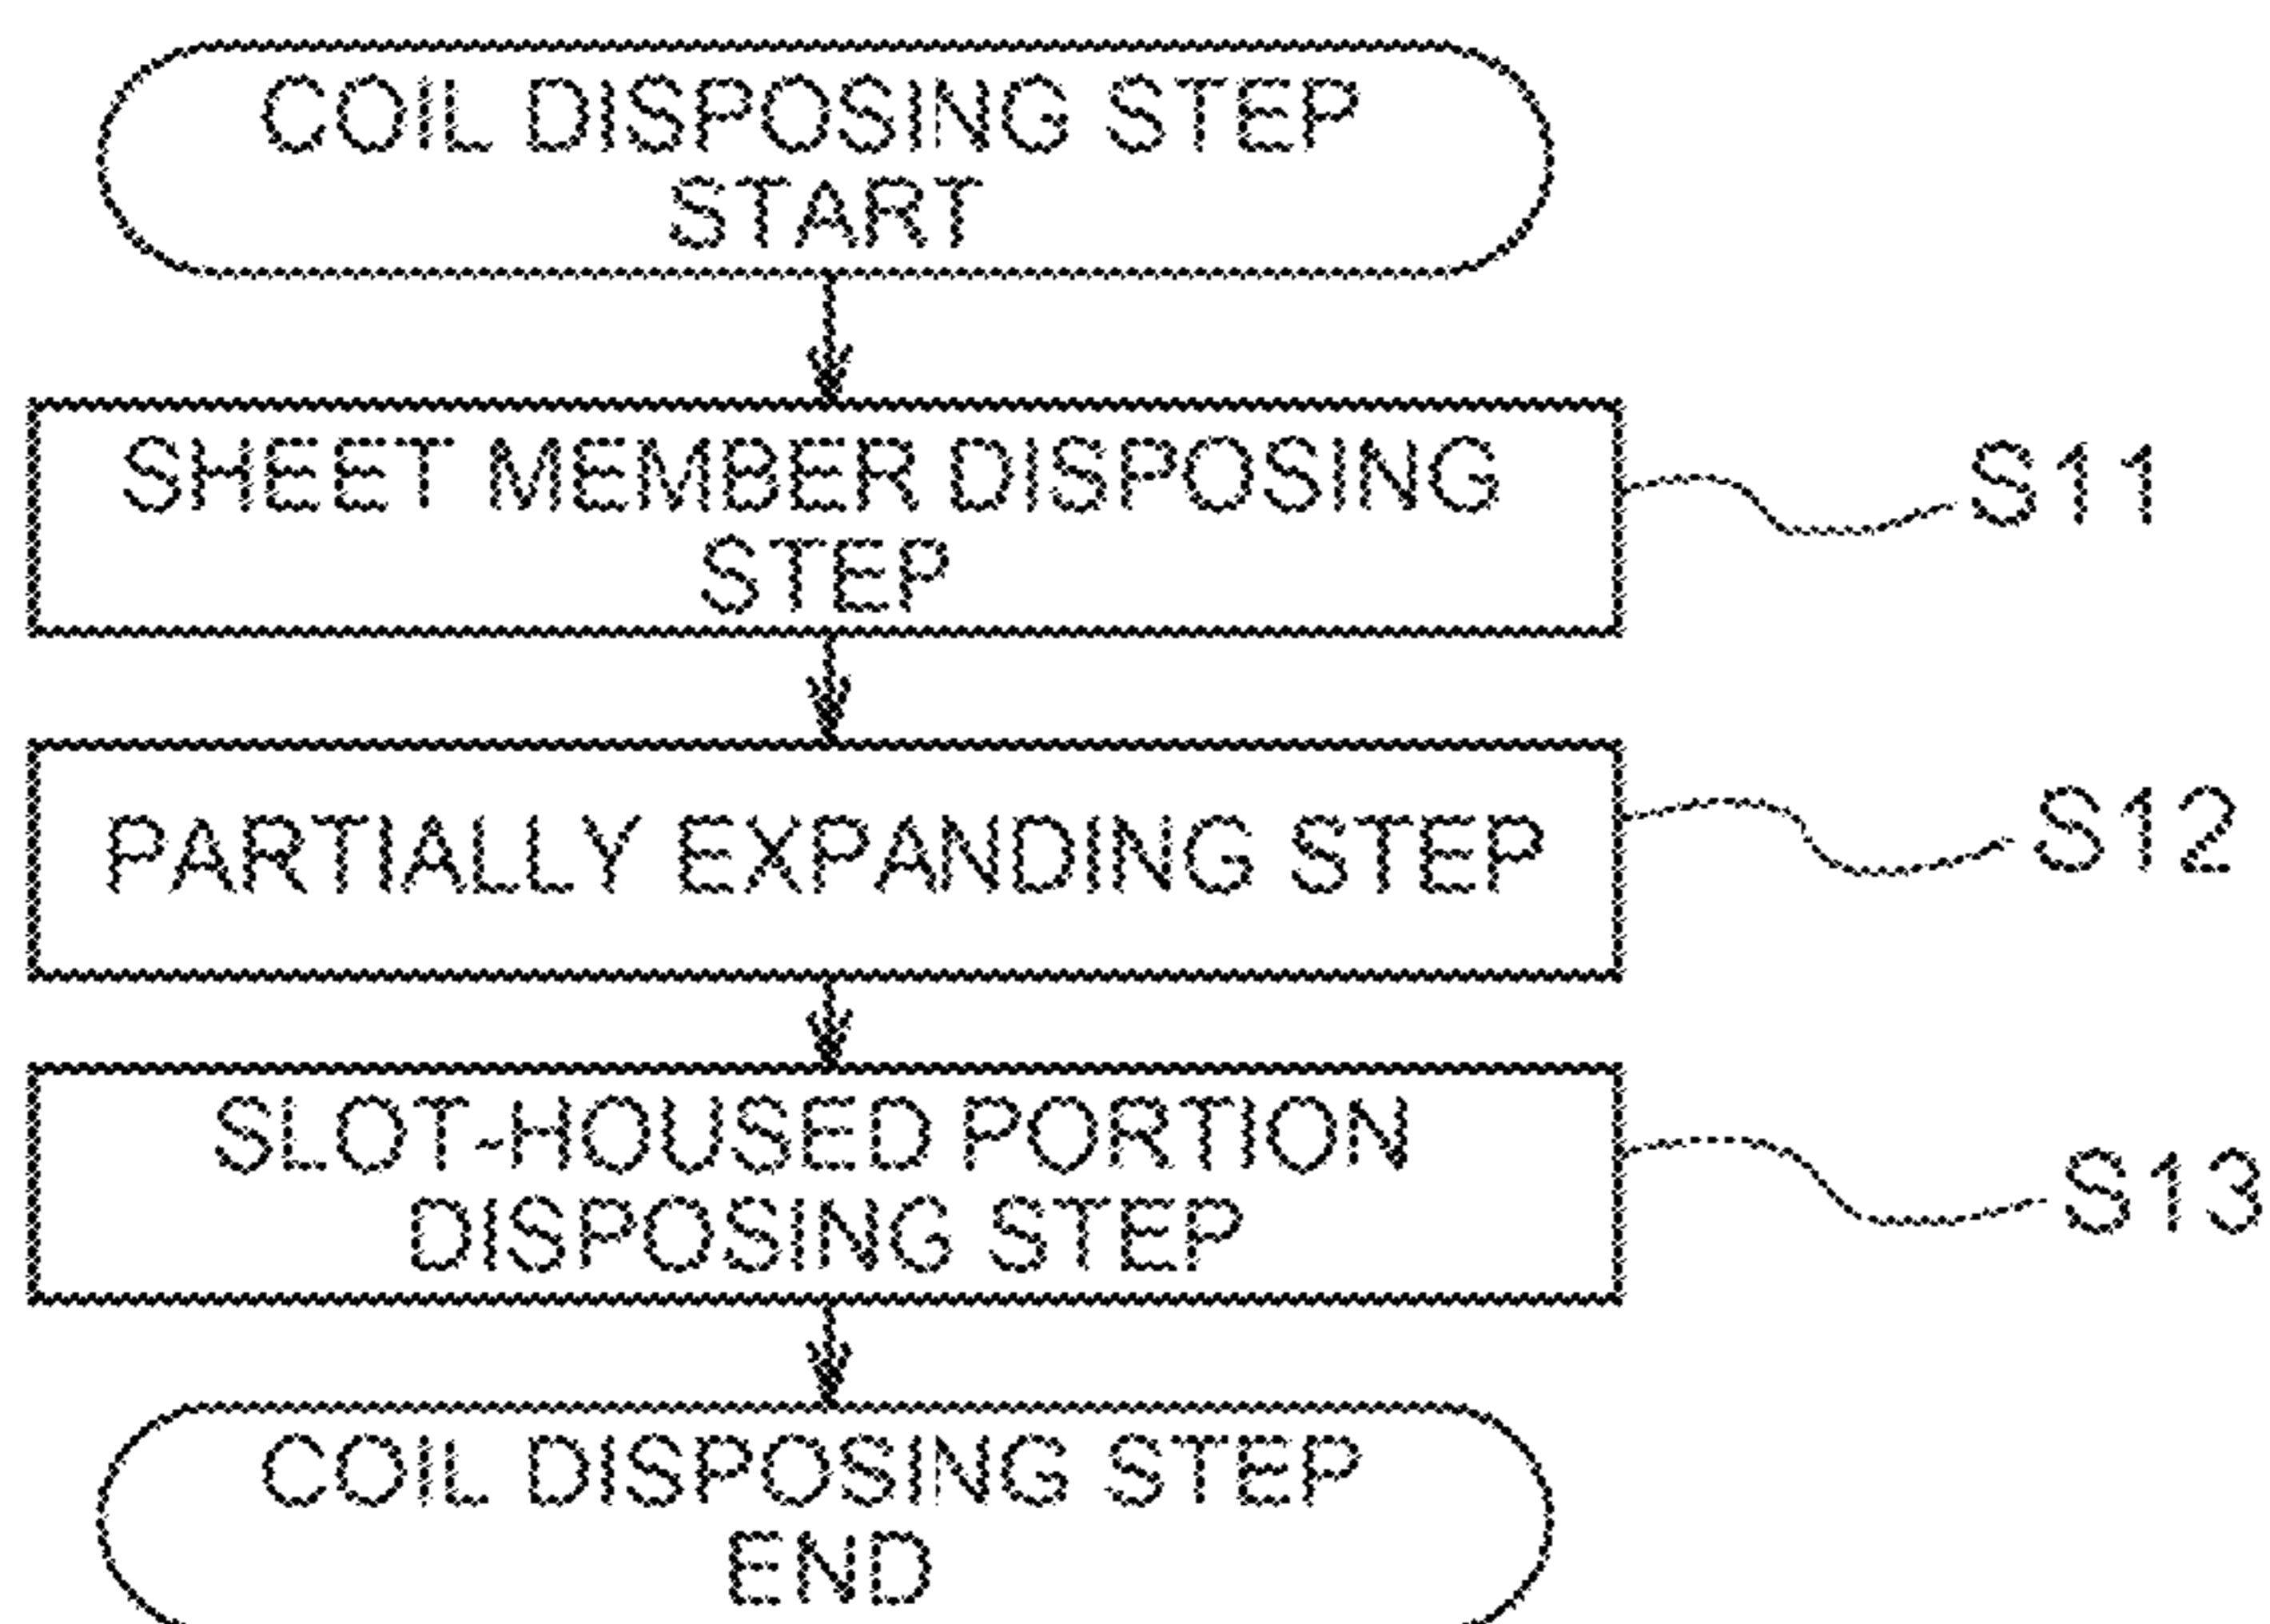 COIL DISPOSING STEP
START
SHEET MEMBER DISPOSING
STEP
S11
PARTIALLY EXPANDING STEP
S12
SLOT-HOUSED PORTION
DISPOSING STEP
S13
COIL DISPOSING STEP
END